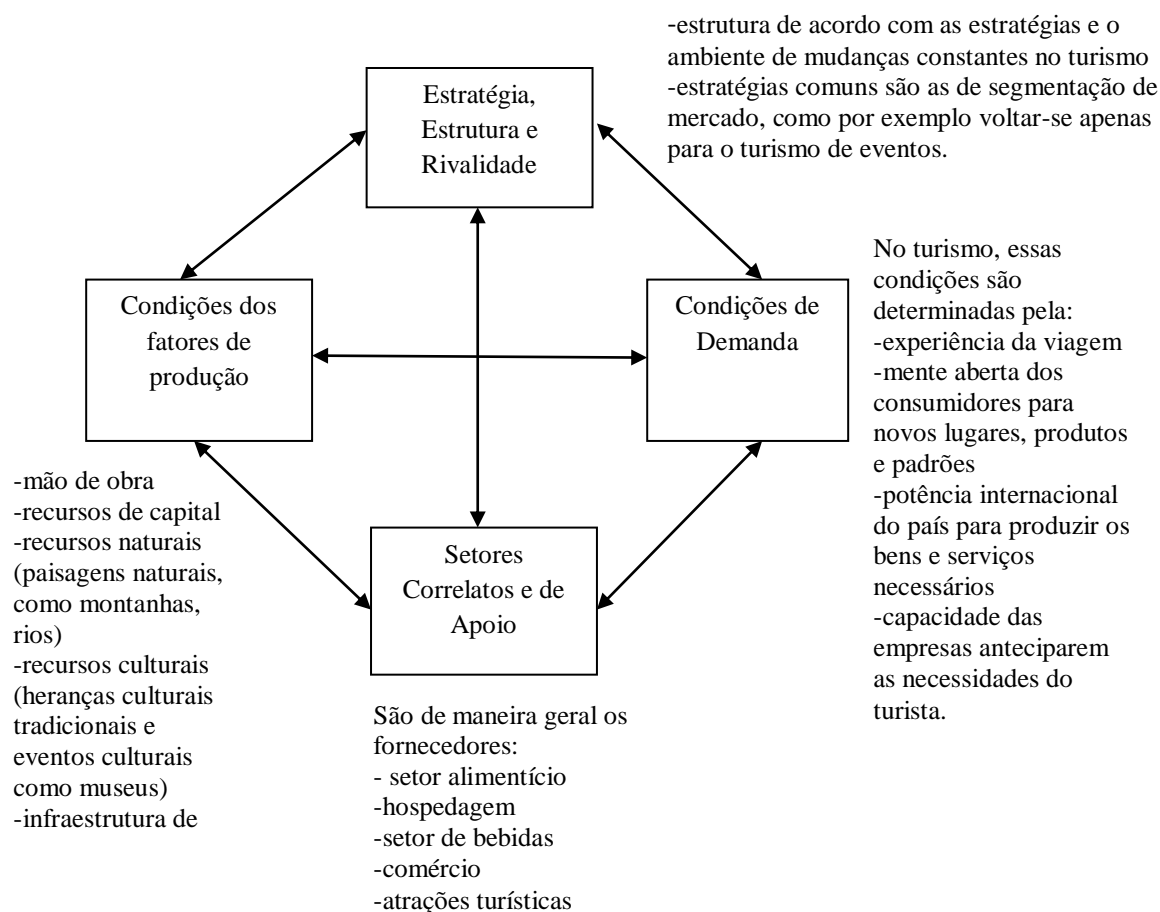 -estrutura de acordo com as estratégias e o
ambiente de mudanças constantes no turismo
-estratégias comuns são as de segmentação de
mercado, como por exemplo voltar-se apenas
para o turismo de eventos.
Estratégia,
Estrutura e
Rivalidade
Condições dos
fatores de
produção
Condições de
Demanda
No turismo, essas
condições são
determinadas pela:
-experiência da viagem
-mente aberta dos
consumidores para
novos lugares, produtos
e padrões
-potência internacional
do país para produzir os
bens e serviços
necessários
-capacidade das
empresas anteciparem
as necessidades do
turista.
-mão de obra
-recursos de capital
-recursos naturais
(paisagens naturais,
como montanhas,
rios)
-recursos culturais
(heranças culturais
tradicionais e
eventos culturais
como museus)
-infraestrutura de
Setores
Correlatos e de
Apoio
São de maneira geral os
fornecedores:
- setor alimentício
-hospedagem
-setor de bebidas
-comércio
-atrações turísticas